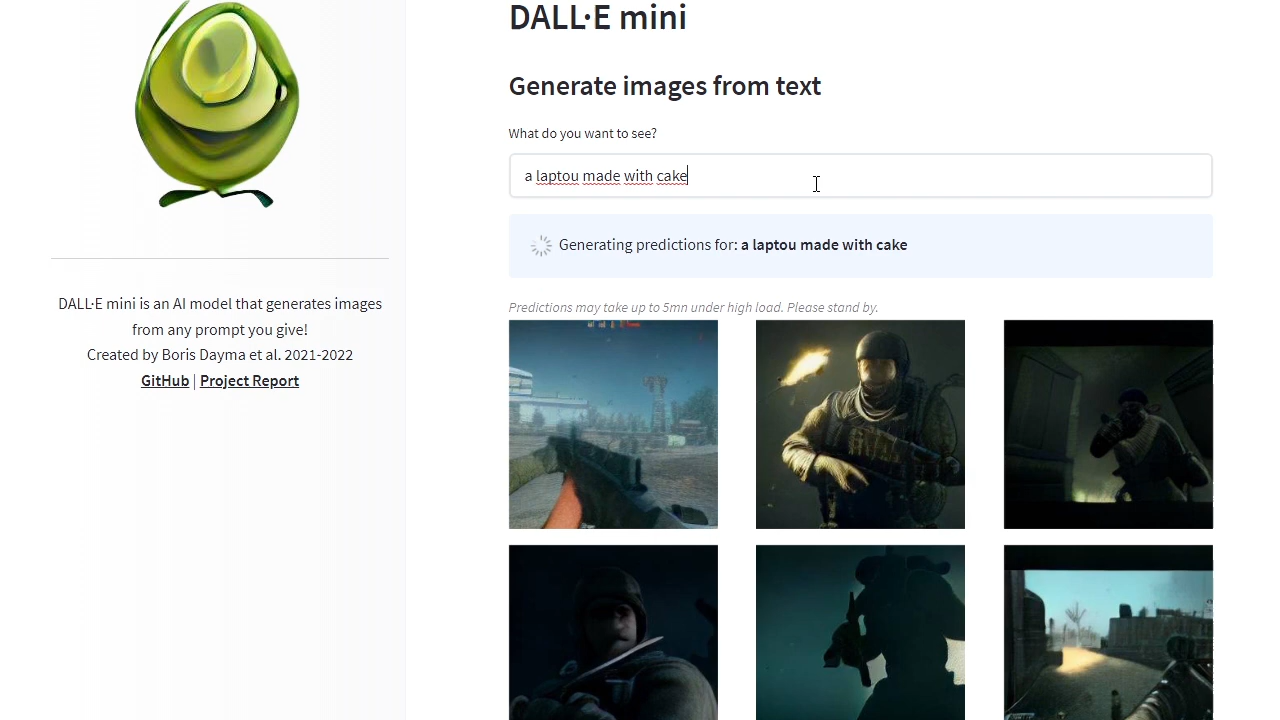 DALL·E mini
Generate images from text
What do you want to see?
a laptou made with cake
Generating predictions for: a laptou made with cake
Predictions may take up to 5mn under high load. Please stand by.
DALL·E mini is an AI model that generates images
from any prompt you give!
Created by Boris Dayma et al. 2021-2022
GitHub | Project Report